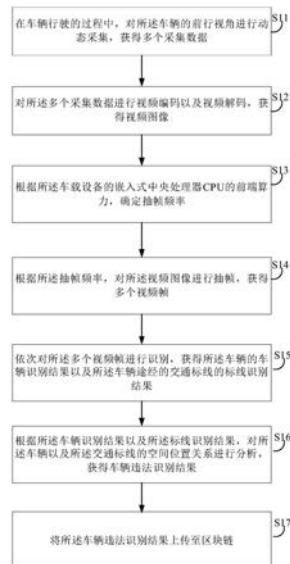 S11
在车辆行驶的过程中，对所述车辆的前行视角进行动
态采集，获得多个采集数据
S12
对所述多个采集数据进行视频编码以及视频解码，获
得视频图像
S13
根据所述车载设备的嵌入式中央处理器CPU的前端算
力，确定抽帧频率
S14
根据所述抽帧频率，对所述视频图像进行抽帧，获得
多个视频帧
S15
依次对所述多个视频帧进行识别，获得所述车辆的车
辆识别结果以及所述车辆途经的交通标线的标线识别
结果
S16
根据所述车辆识别结果以及所述标线识别结果，对所
述车辆以及所述交通标线的空间位置关系进行分析，
获得车辆违法识别结果
S17
将所述车辆违法识别结果上传至区块链